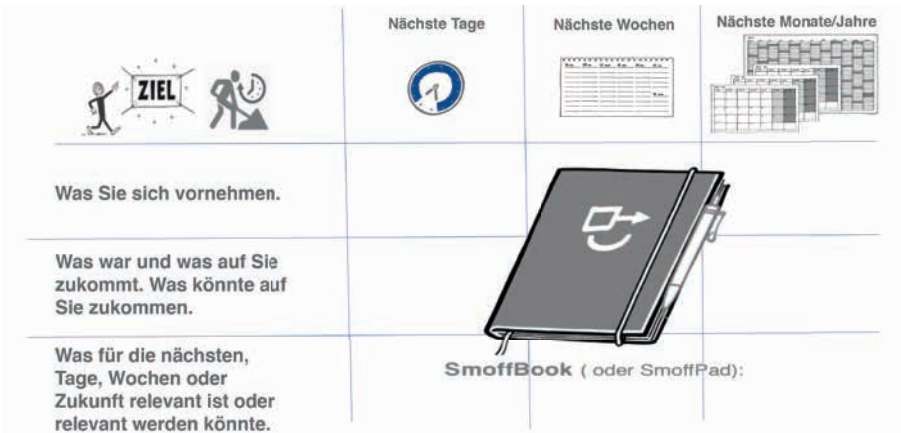 Nächste Tage
Nächste Wochen
Nächste Monate/Jahre
ZIEL
Was Sie sich vornehmen.
Was war und was auf Sie
zukommt. Was könnte auf
Sie zukommen.
Was für die nächsten,
Tage, Wochen oder
Zukunft relevant ist oder
relevant werden könnte.
SmoffBook ( oder SmoffPad):